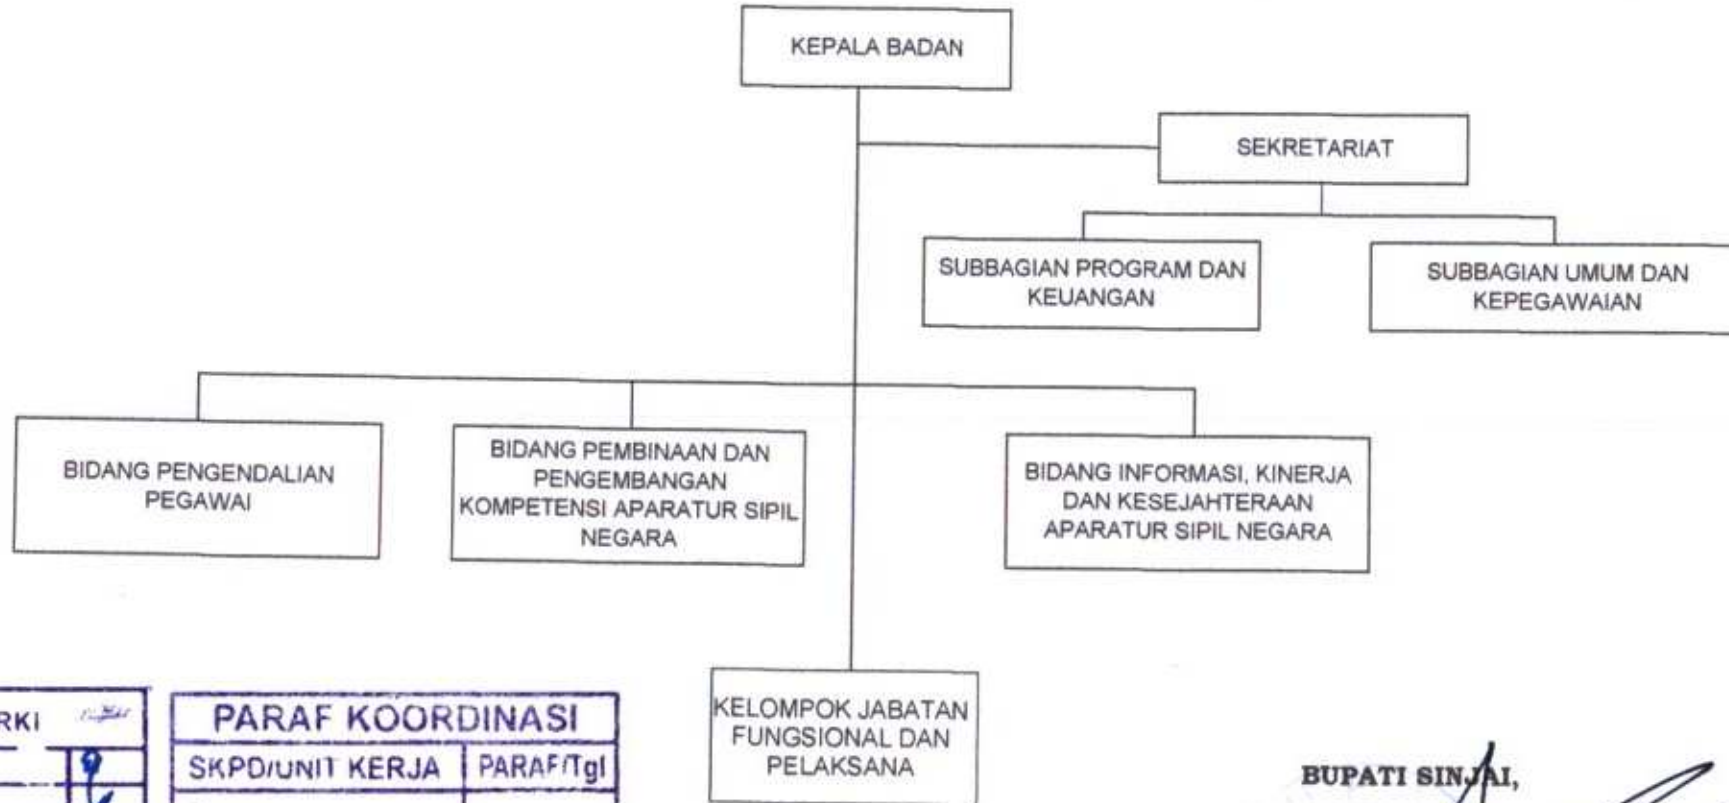 KEPALA BADAN
SEKRETARIAT
SUBBAGIAN PROGRAM DAN
KEUANGAN
SUBBAGIAN UMUM DAN
KEPEGAWAIAN
BIDANG PENGENDALIAN
PEGAWAI
BIDANG PEMBINAAN DAN
PENGEMBANGAN
KOMPETENSI APARATUR SIPIL
NEGARA
BIDANG INFORMASI, KINERJA
DAN KESEJAHTERAAN
APARATUR SIPIL NEGARA
KELOMPOK JABATAN
FUNGSIONAL DAN
PELAKSANA
RKI
PARAF KOORDINASI
SKPD/UNIT KERJA
PARAF/Tgl
BUPATI SINJAI,